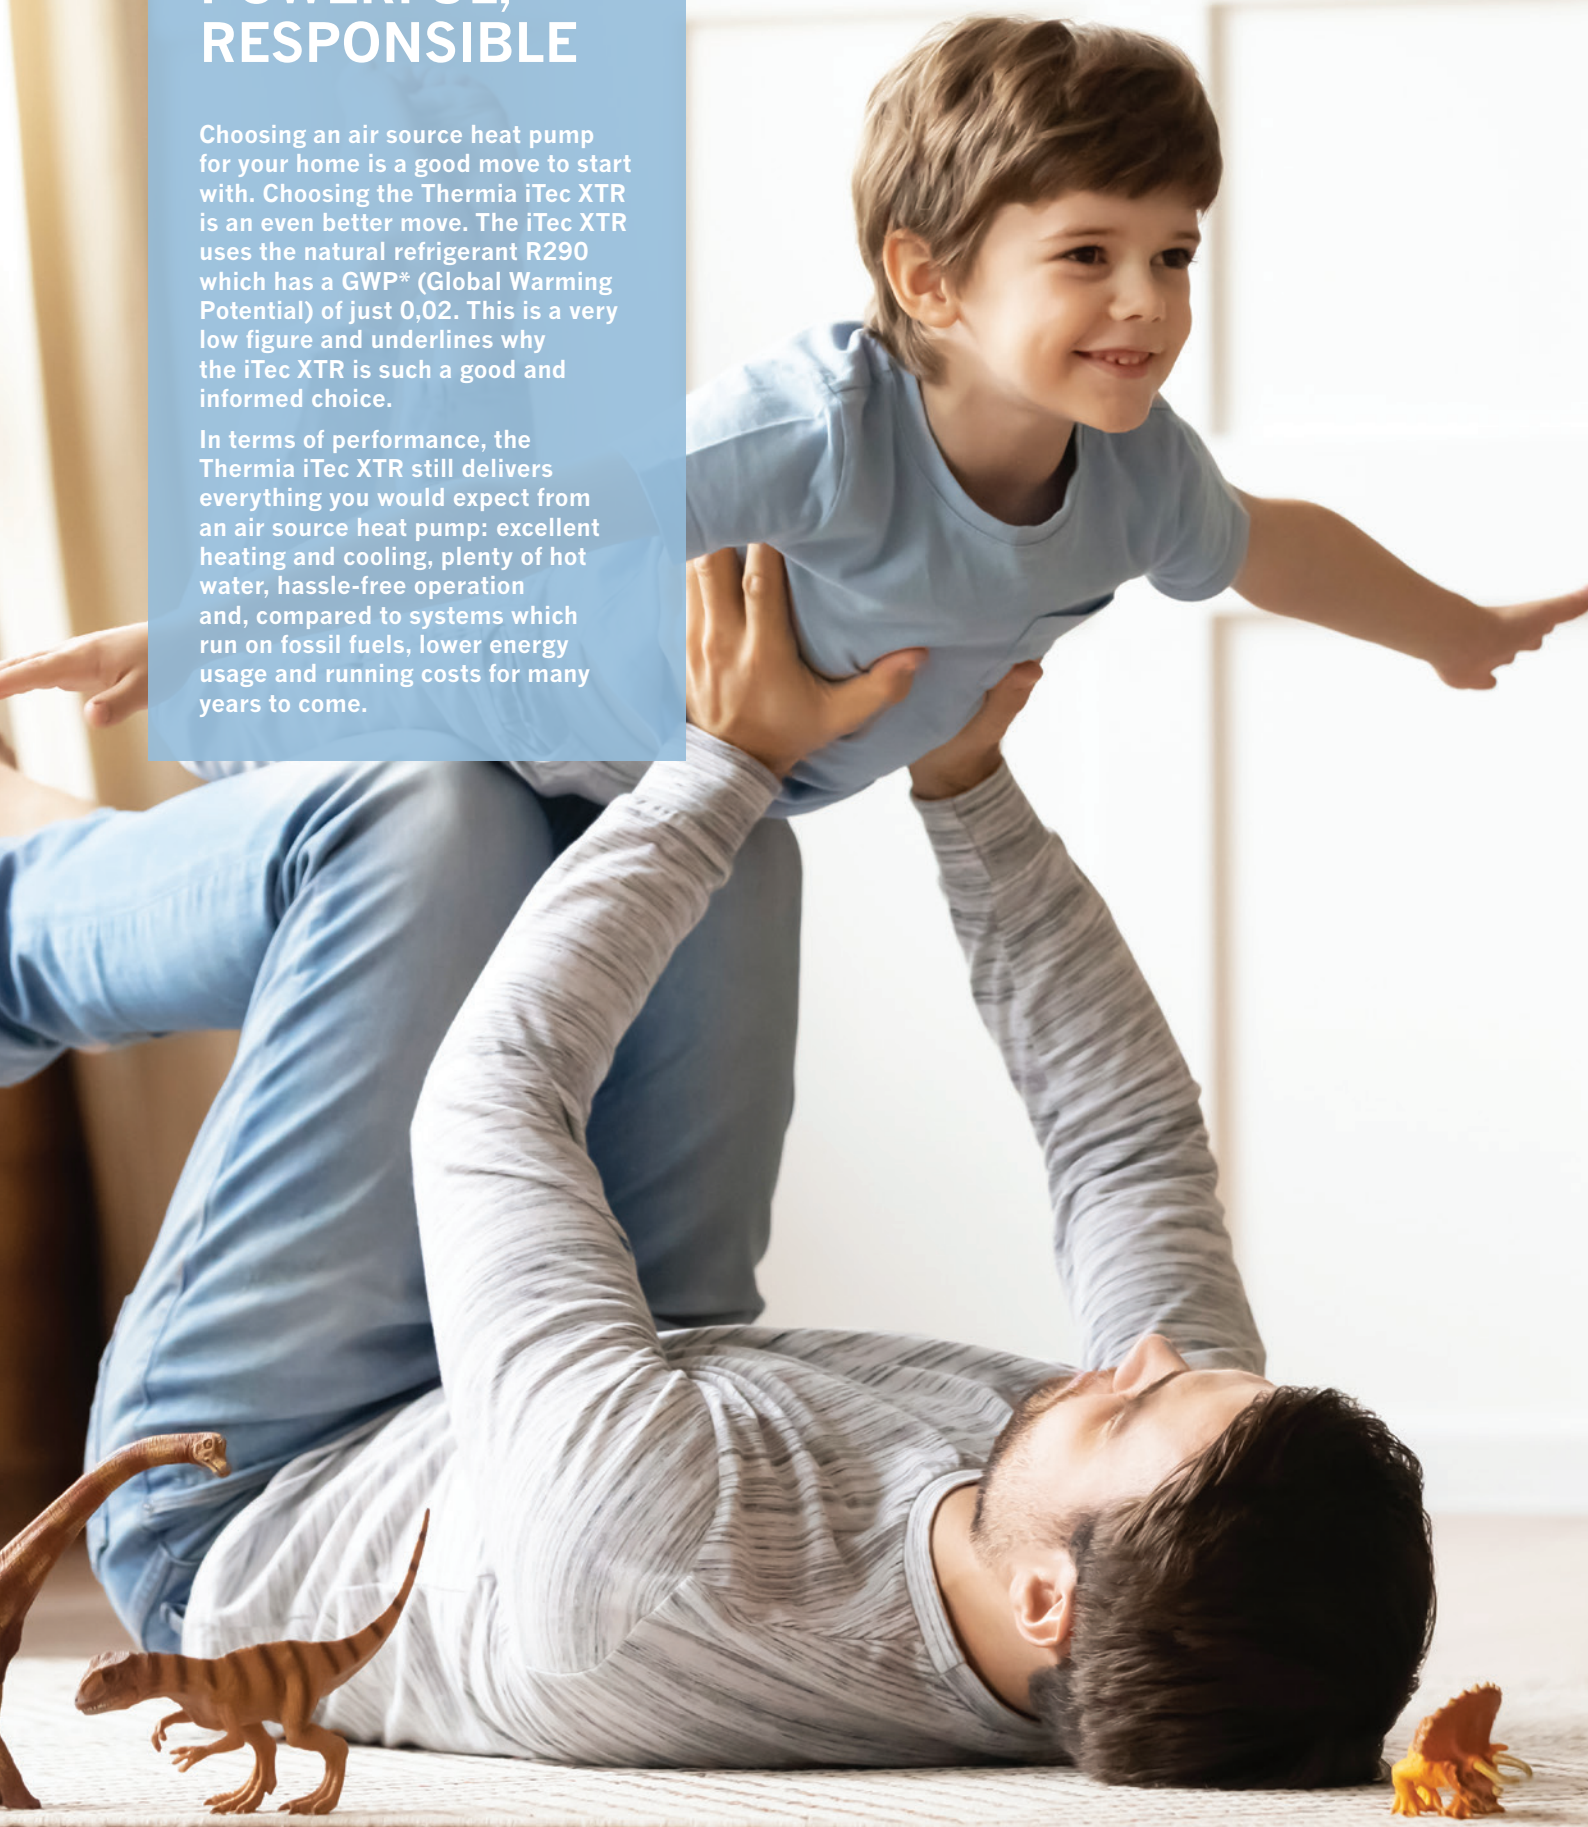 POWERFUL,
RESPONSIBLE
Choosing an air source heat pump
for your home is a good move to start
with. Choosing the Thermia iTec XTR
is an even better move. The iTec XTR
uses the natural refrigerant R290
which has a GWP* (Global Warming
Potential) of just 0,02. This is a very
low figure and underlines why
the iTec XTR is such a good and
informed choice.
In terms of performance, the
Thermia iTec XTR still delivers
everything you would expect from
an air source heat pump: excellent
heating and cooling, plenty of hot
water, hassle-free operation
and, compared to systems which
run on fossil fuels, lower energy
usage and running costs for many
years to come.